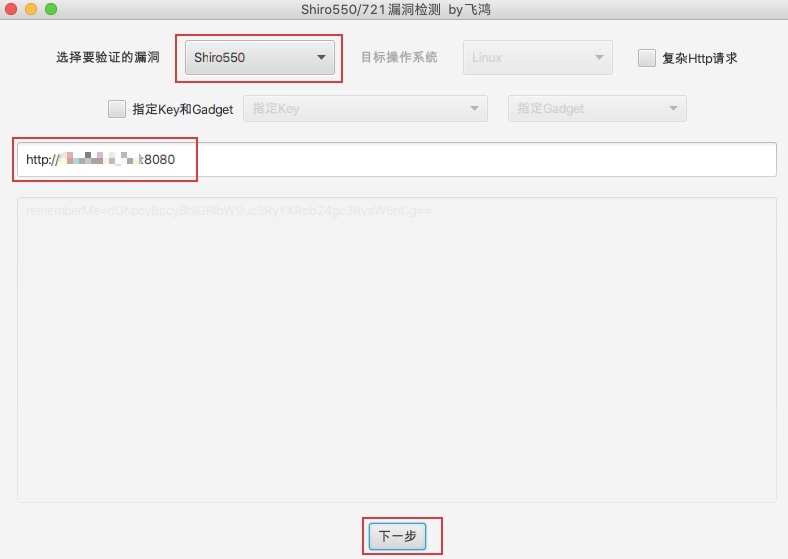 Shiro550/721漏洞检测 by飞鸿
选择要验证的漏洞 Shiro550 目标操作系统 Linux 复杂Http请求
指定Key和Gadget 指定Key 指定Gadget
http:// :8080
下一步